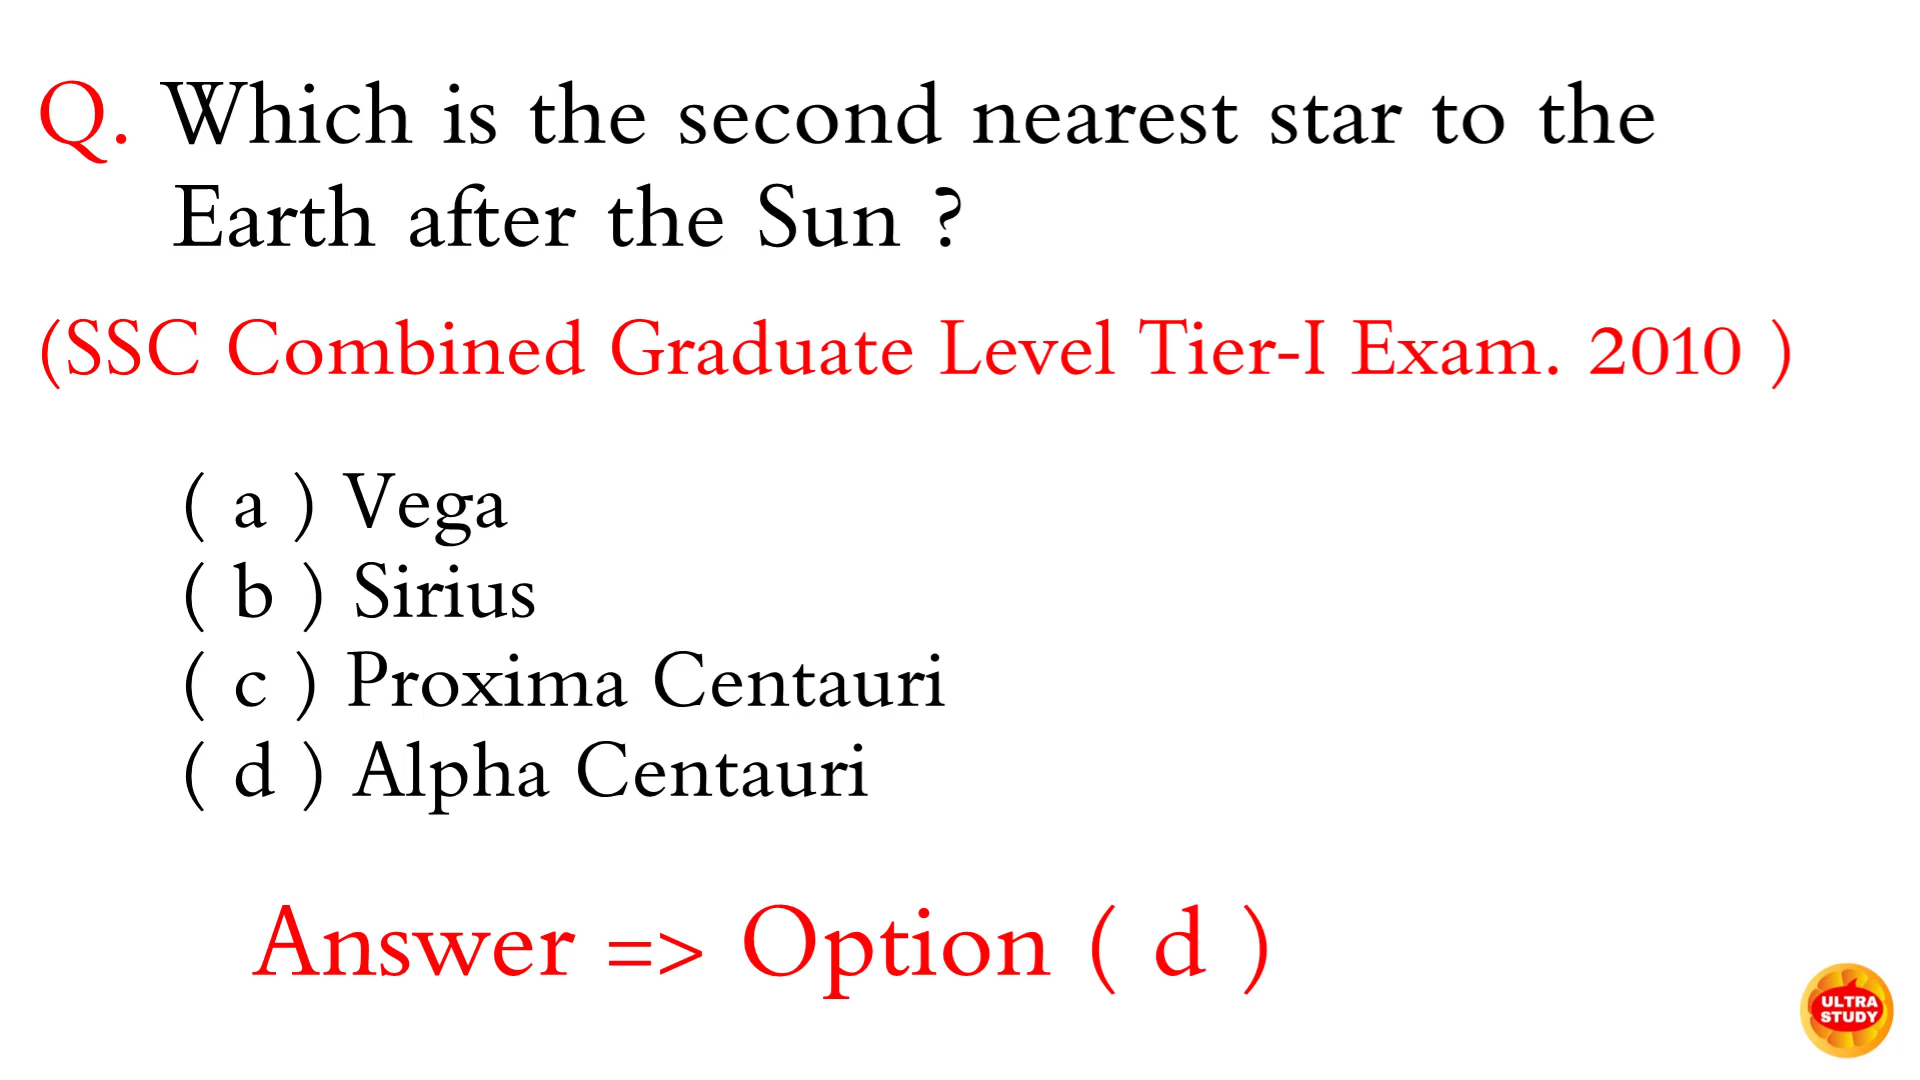 Q. Which is the second nearest star to the
Earth after the Sun ?
(SSC Combined Graduate Level Tier-I Exam. 2010 )
( a ) Vega
( b ) Sirius
( c ) Proxima Centauri
( d ) Alpha Centauri
Answer => Option ( d )
ULTRA
STUDY